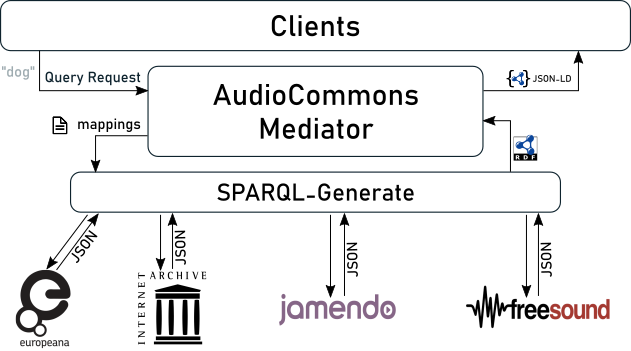 Clients
"dog"
Query Request
JSON-LD
AudioCommons
Mediator
mappings
RDF
SPARQL-Generate
JSON
JSON
JSON
JSON
europeana
INTERNET ARCHIVE
jamendo
freesound